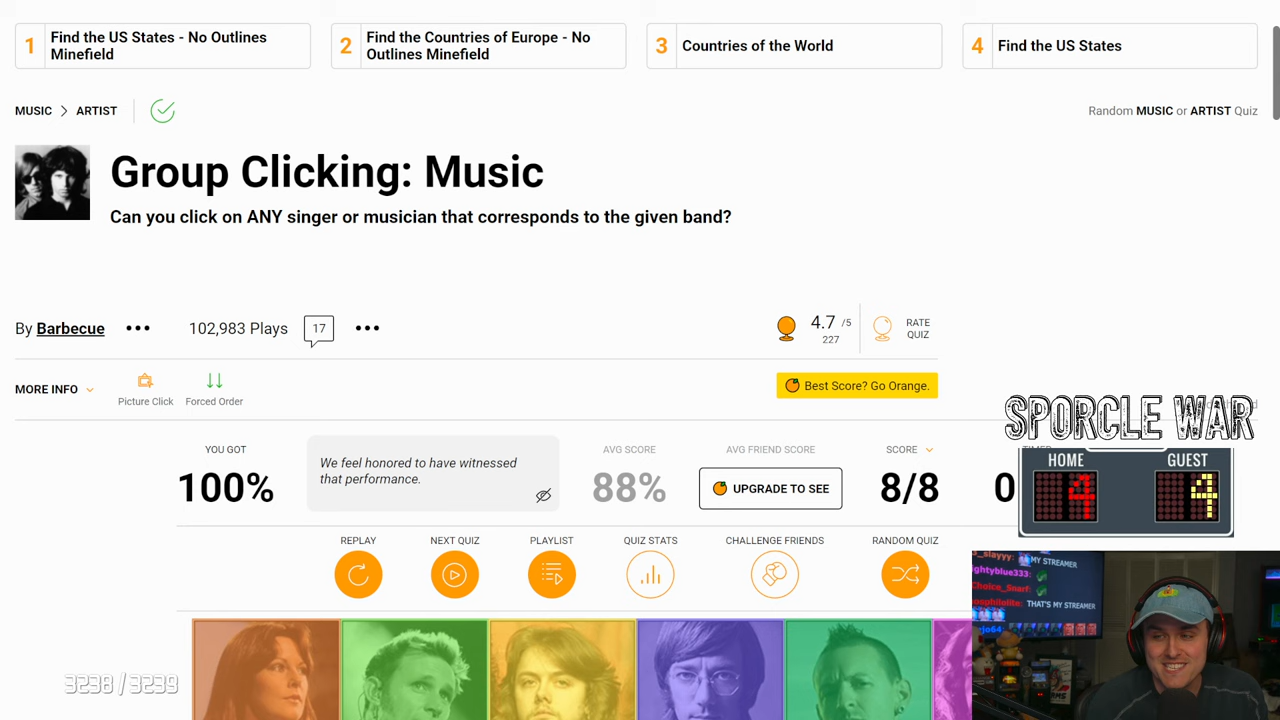 1 Find the US States - No Outlines
Minefield
2 Find the Countries of Europe - No
Outlines Minefield
3 Countries of the World
4 Find the US States
MUSIC > ARTIST
Random MUSIC or ARTIST Quiz
Group Clicking: Music
Can you click on ANY singer or musician that corresponds to the given band?
By Barbecue ••• 102,983 Plays 17 •••
4.7 /5
227
RATE
QUIZ
MORE INFO
Picture Click
Forced Order
Best Score? Go Orange.
SPORCLE WAR
HOME GUEST
4 4
YOU GOT
100%
We feel honored to have witnessed
that performance.
AVG SCORE
88%
AVG FRIEND SCORE
UPGRADE TO SEE
SCORE
8/8
0
REPLAY
NEXT QUIZ
PLAYLIST
QUIZ STATS
CHALLENGE FRIENDS
RANDOM QUIZ
MY STREAMER
ghtyblue333:
Choice_Snarf:
THAT'S MY STREAMER
3238 / 3239